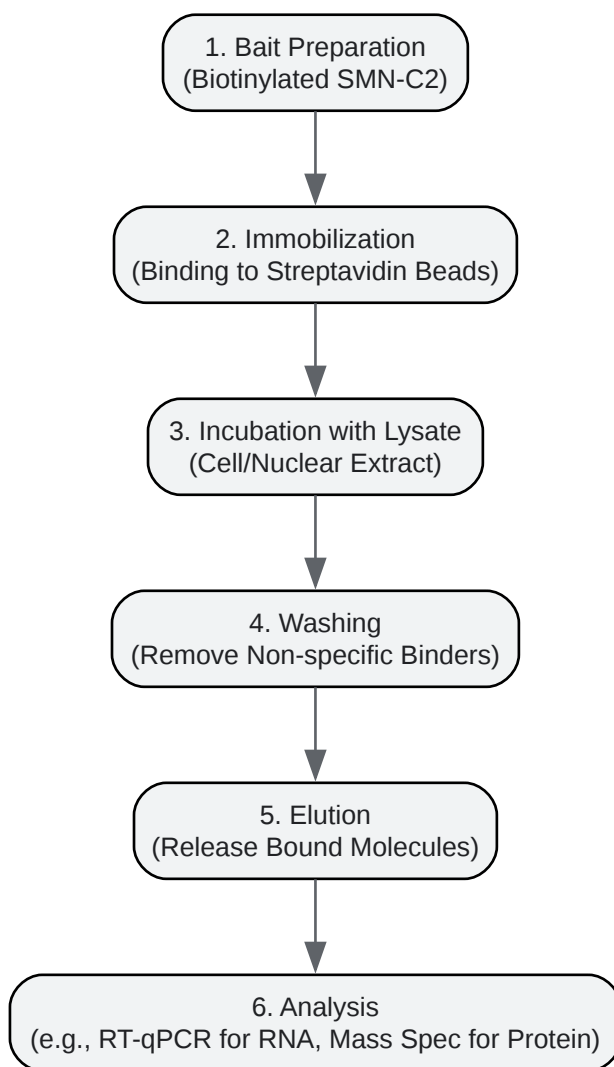 1. Bait Preparation
(Biotinylated SMN-C2)
2. Immobilization
(Binding to Streptavidin Beads)
3. Incubation with Lysate
(Cell/Nuclear Extract)
4. Washing
(Remove Non-specific Binders)
5. Elution
(Release Bound Molecules)
6. Analysis
(e.g., RT-qPCR for RNA, Mass Spec for Protein)